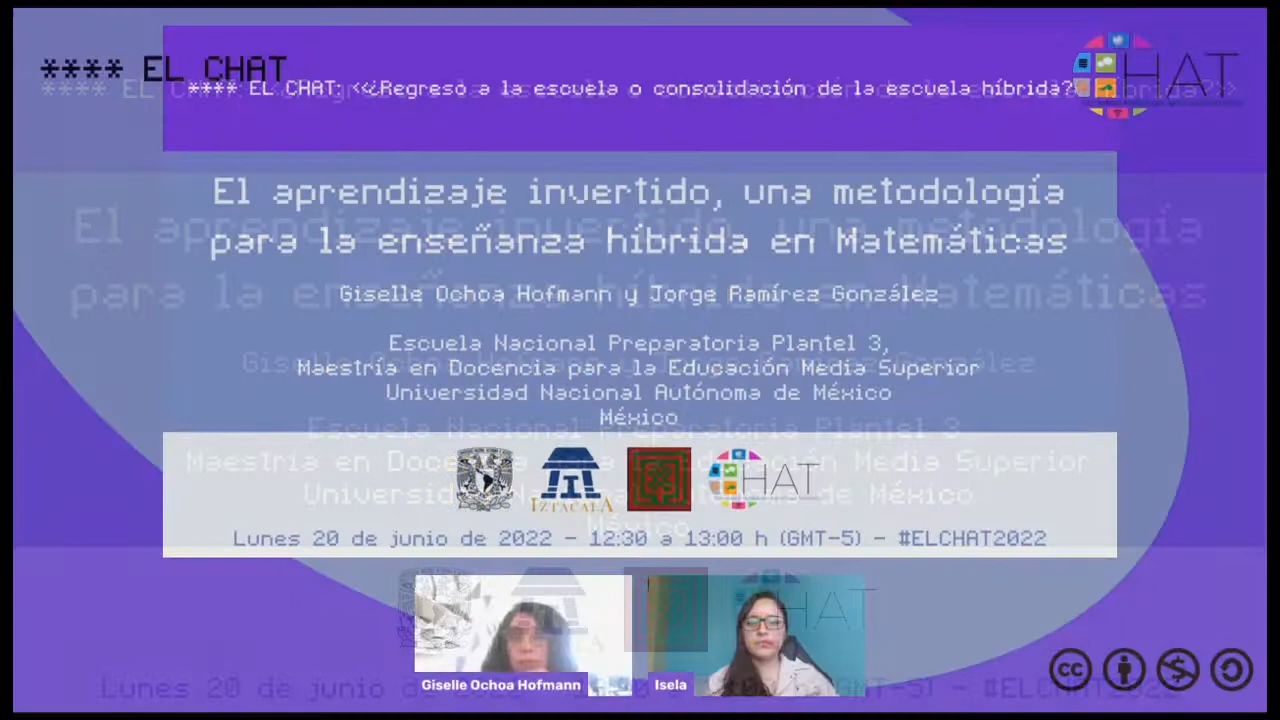 **** EL CHAT
**** EL CHAT: <<¿Regreso a la escuela o consolidación de la escuela híbrida?>>
HAT
El aprendizaje invertido, una metodología
para la enseñanza híbrida en Matemáticas
Giselle Ochoa Hofmann y Jorge Ramírez González
Escuela Nacional Preparatoria Plantel 3,
Maestría en Docencia para la Educación Media Superior
Universidad Nacional Autónoma de México
México
IZTACALA
HAT
Lunes 20 de junio de 2022 - 12:30 a 13:00 h (GMT-5) - #ELCHAT2022
Giselle Ochoa Hofmann
Isela
cc